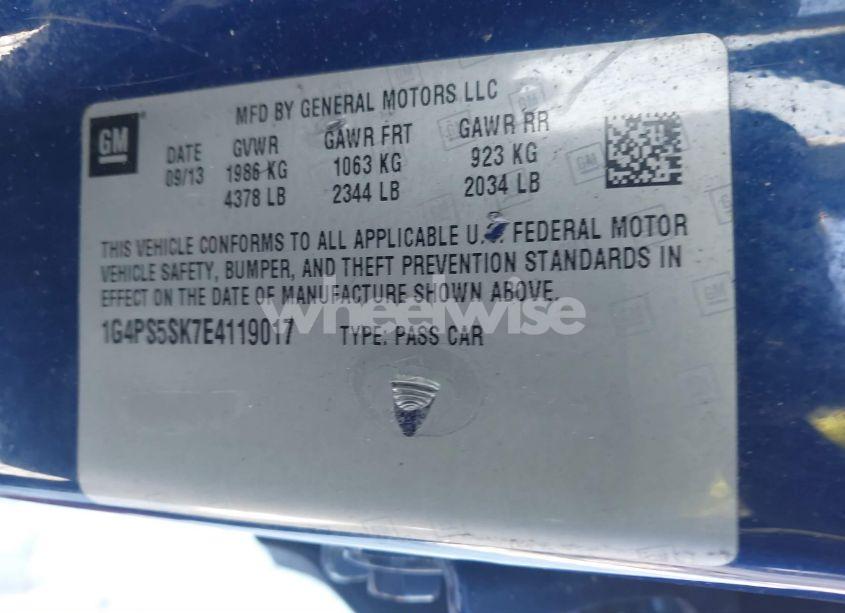 MFD BY GENERAL MOTORS LLC
GM
DATE GVWR GAWR FRT GAWR RR
09/13 1986 KG 1063 KG 923 KG
4378 LB 2344 LB 2034 LB
THIS VEHICLE CONFORMS TO ALL APPLICABLE U.S. FEDERAL MOTOR
VEHICLE SAFETY, BUMPER, AND THEFT PREVENTION STANDARDS IN
EFFECT ON THE DATE OF MANUFACTURE SHOWN ABOVE.
wheelwise
1G4PS5SK7E4119017 TYPE: PASS CAR